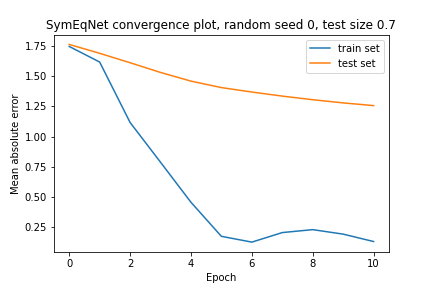 SymEqNet convergence plot, random seed 0, test size 0.7
train set
test set
1.75
1.50
1.25
1.00
0.75
0.50
0.25
Mean absolute error
0 2 4 6 8 10
Epoch